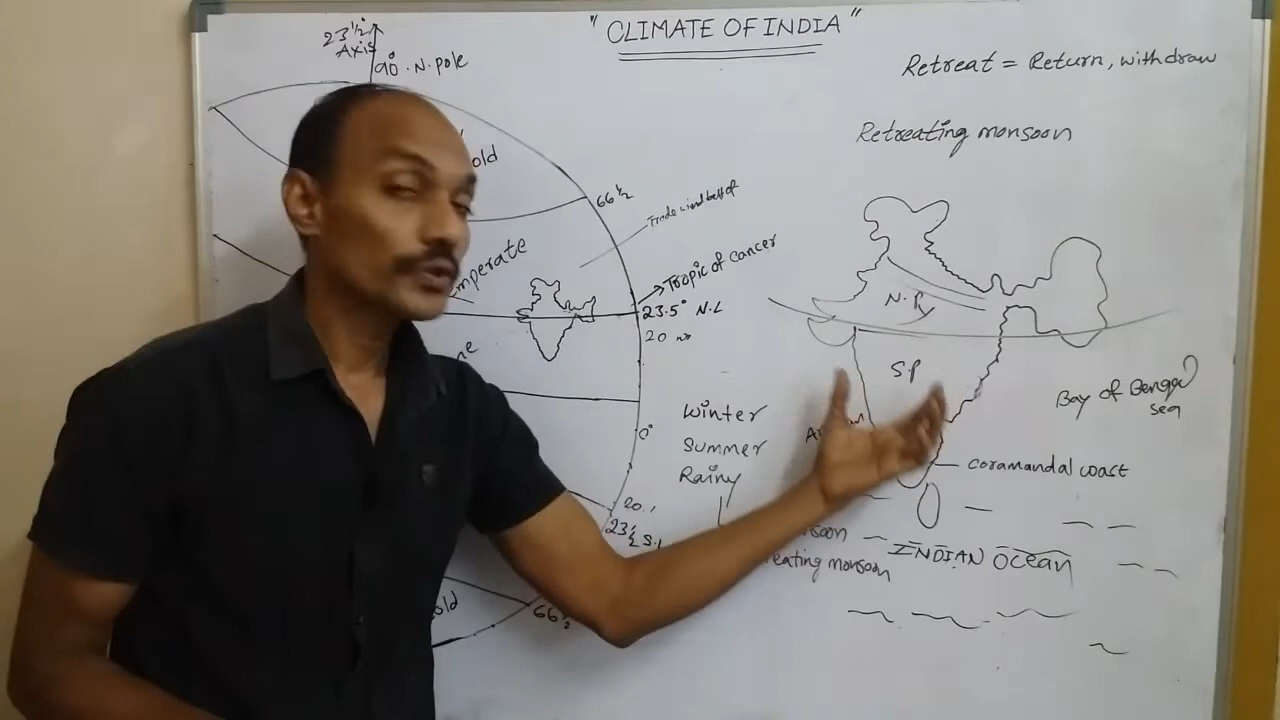 "CLIMATE OF INDIA"
23½°
Axis
90° N.pole
Retreat = Return, withdraw
Retreating monsoon
old
66½
Trade wind belt of
Tropic of cancer
mperate
23.5° N.L
20
N.P
S.P
ne
Winter
Summer
Rainy
Bay of Bengal
sea
0°
coramandal coast
20
23½ S.L
soon
INDIAN OCean
eating monsoon
old
66½